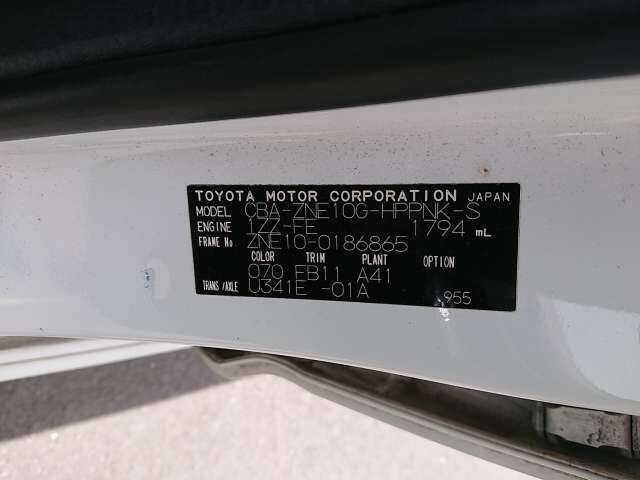 TOYOTA MOTOR CORPORATION JAPAN
MODEL CBA-ZNE10G-HPPNK-S
ENGINE 1ZZ-FE 1794 mL
FRAME No ZNE10-0186865
COLOR TRIM PLANT OPTION
070 FB11 A41
TRANS/AXLE U341E -01A 955